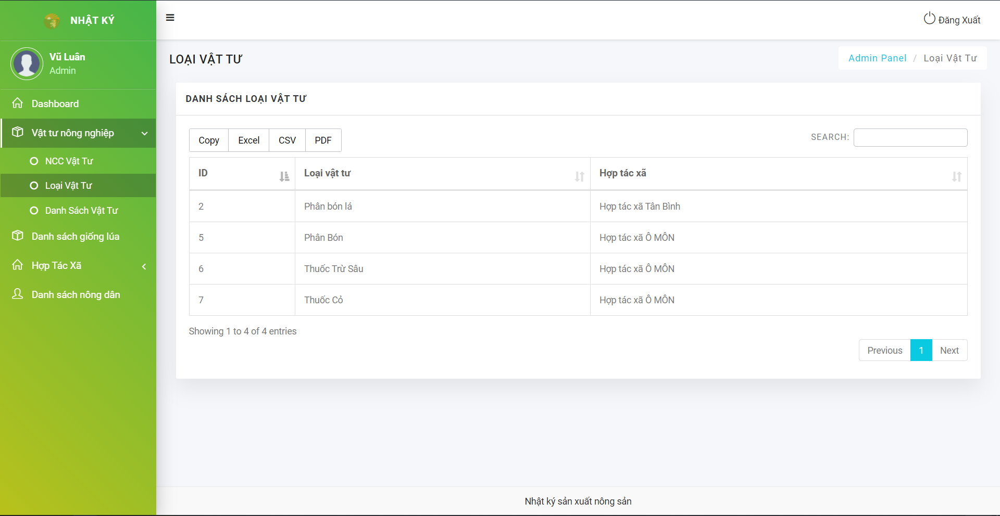 NHẬT KÝ
Đăng Xuất
Vũ Luân
Admin
Dashboard
Vật tư nông nghiệp
NCC Vật Tư
Loại Vật Tư
Danh Sách Vật Tư
Danh sách giống lúa
Hợp Tác Xã
Danh sách nông dân
LOẠI VẬT TƯ
Admin Panel / Loại Vật Tư
DANH SÁCH LOẠI VẬT TƯ
Copy Excel CSV PDF
SEARCH:
ID Loại vật tư Hợp tác xã
2 Phân bón lá Hợp tác xã Tân Bình
5 Phân Bón Hợp tác xã Ô MÔN
6 Thuốc Trừ Sâu Hợp tác xã Ô MÔN
7 Thuốc Cỏ Hợp tác xã Ô MÔN
Showing 1 to 4 of 4 entries
Previous 1 Next
Nhật ký sản xuất nông sản